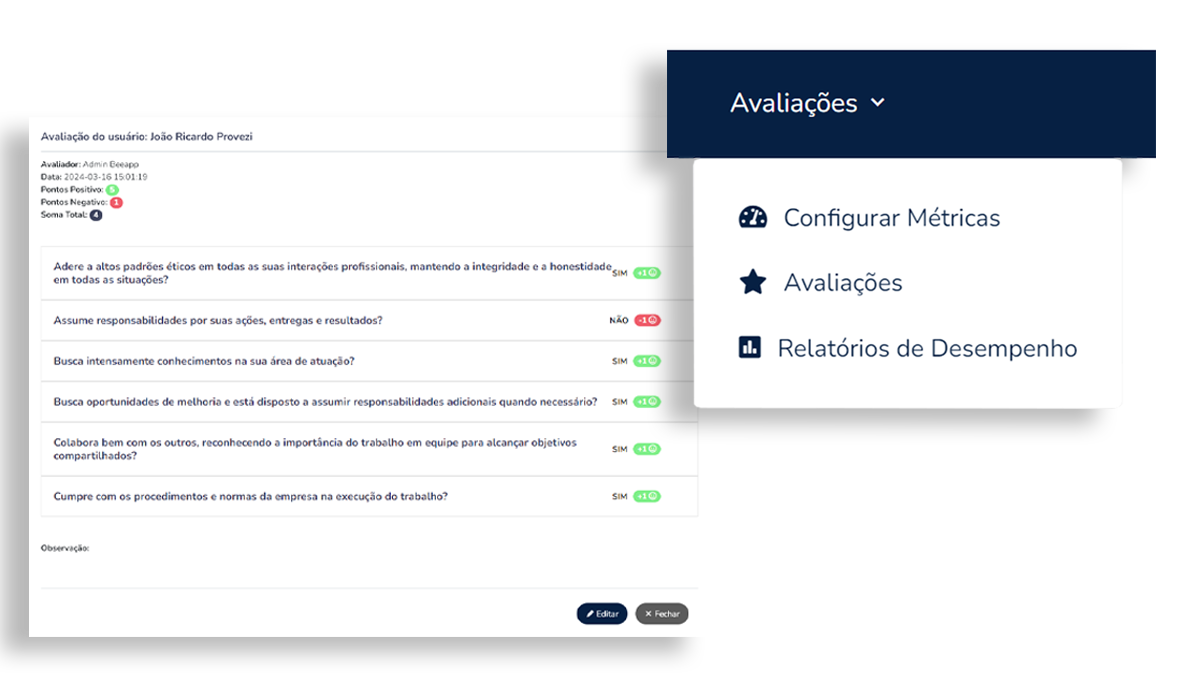 Avaliações
Configurar Métricas
Avaliações
Relatórios de Desempenho
Avaliação do usuário: João Ricardo Provezi
Avaliador: Admin Beeapp
Data: 2024-03-16 15:01:19
Pontos Positivo: 5
Pontos Negativo: 1
Soma Total: 4
Adere a altos padrões éticos em todas as suas interações profissionais, mantendo a integridade e a honestidade
em todas as situações?
SIM +1
Assume responsabilidades por suas ações, entregas e resultados?
NÃO -1
Busca intensamente conhecimentos na sua área de atuação?
SIM +1
Busca oportunidades de melhoria e está disposto a assumir responsabilidades adicionais quando necessário?
SIM +1
Colabora bem com os outros, reconhecendo a importância do trabalho em equipe para alcançar objetivos
compartilhados?
SIM +1
Cumpre com os procedimentos e normas da empresa na execução do trabalho?
SIM +1
Observação:
Editar
Fechar